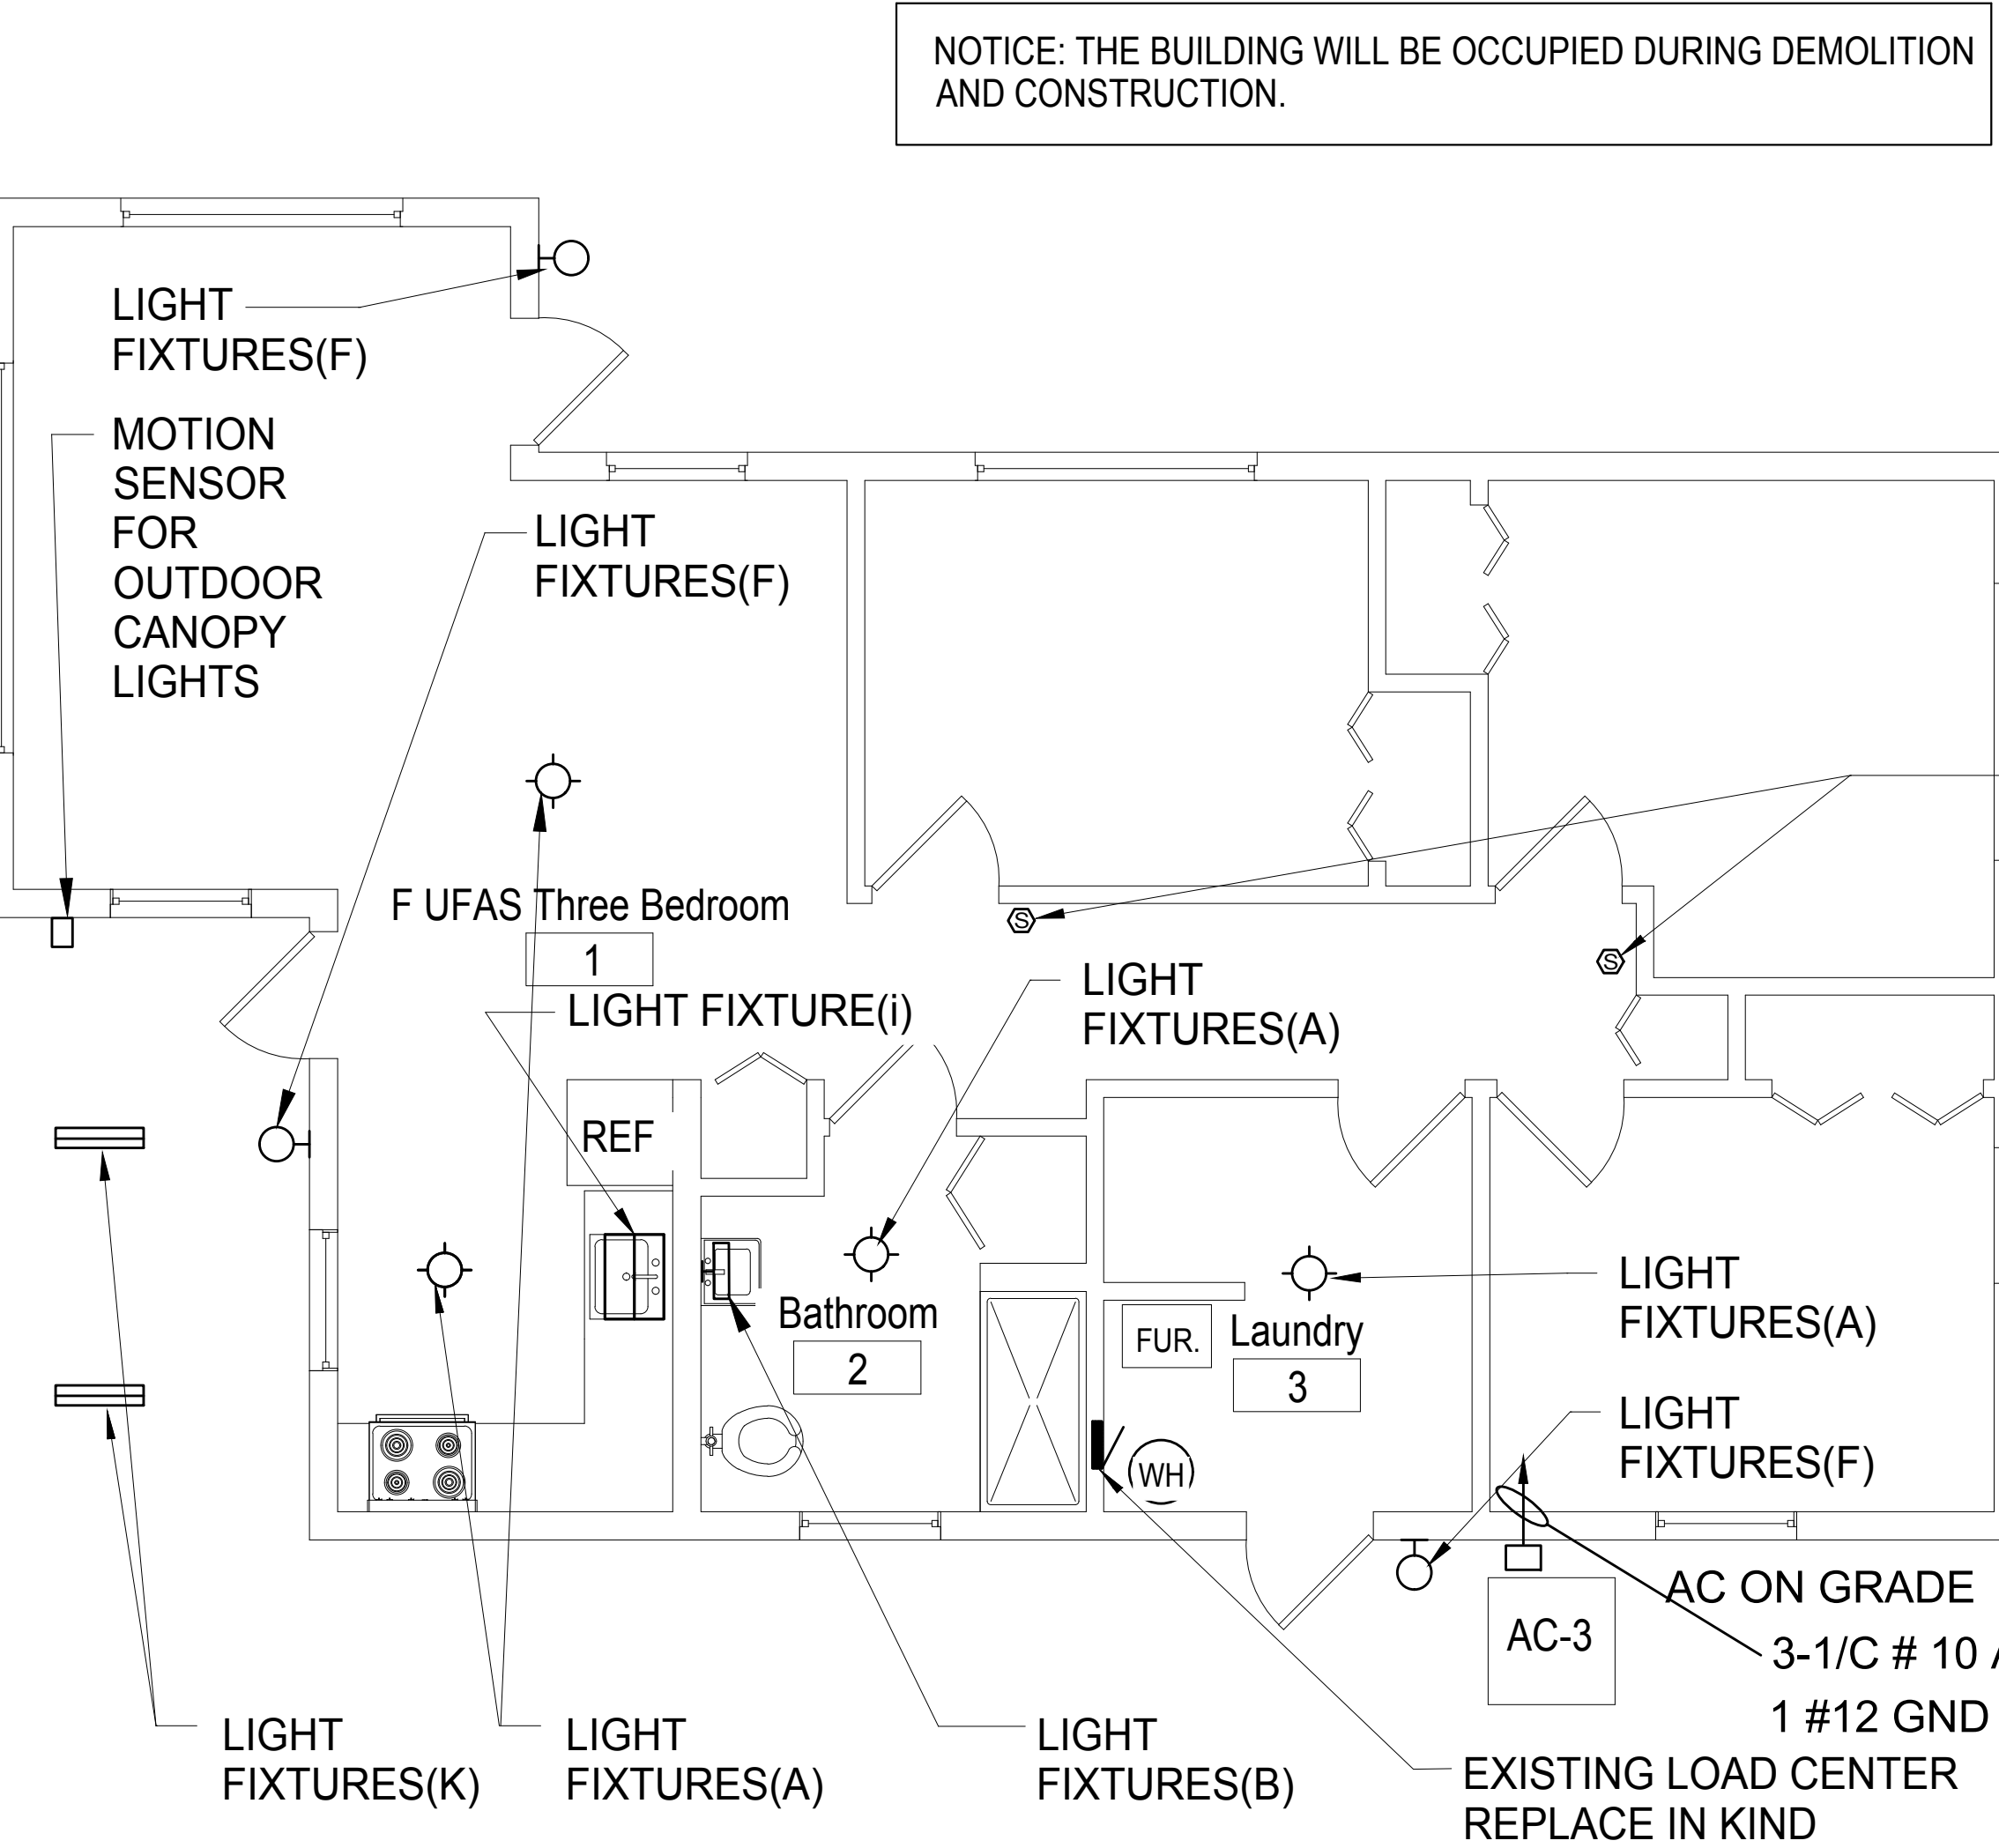 NOTICE: THE BUILDING WILL BE OCCUPIED DURING DEMOLITION
AND CONSTRUCTION.
LIGHT
FIXTURES(F)
MOTION
SENSOR
FOR
OUTDOOR
CANOPY
LIGHTS
LIGHT
FIXTURES(F)
F UFAS Three Bedroom
1
S
S
LIGHT FIXTURE(i)
LIGHT
FIXTURES(A)
REF
Bathroom
2
FUR.
Laundry
3
LIGHT
FIXTURES(A)
LIGHT
FIXTURES(F)
WH
AC ON GRADE
AC-3
3-1/C # 10
1 #12 GND
LIGHT
FIXTURES(K)
LIGHT
FIXTURES(A)
LIGHT
FIXTURES(B)
EXISTING LOAD CENTER
REPLACE IN KIND